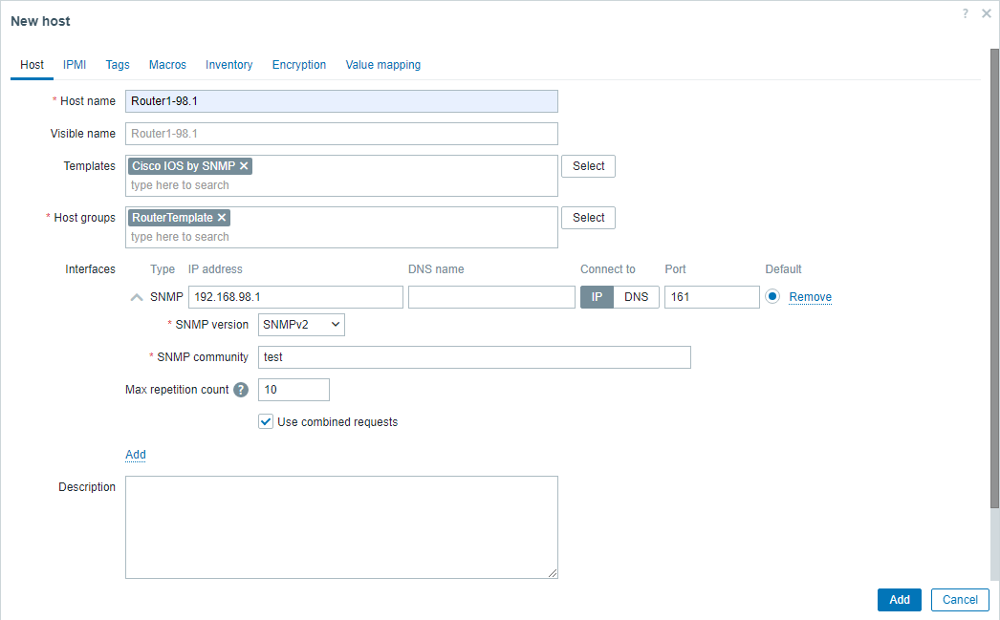 New host
? ×
Host IPMI Tags Macros Inventory Encryption Value mapping
* Host name Router1-98.1
Visible name Router1-98.1
Templates Cisco IOS by SNMP × Select
type here to search
* Host groups RouterTemplate × Select
type here to search
Interfaces Type IP address DNS name Connect to Port Default
SNMP 192.168.98.1 IP DNS 161 Remove
* SNMP version SNMPv2
* SNMP community test
Max repetition count ? 10
Use combined requests
Add
Description
Add Cancel